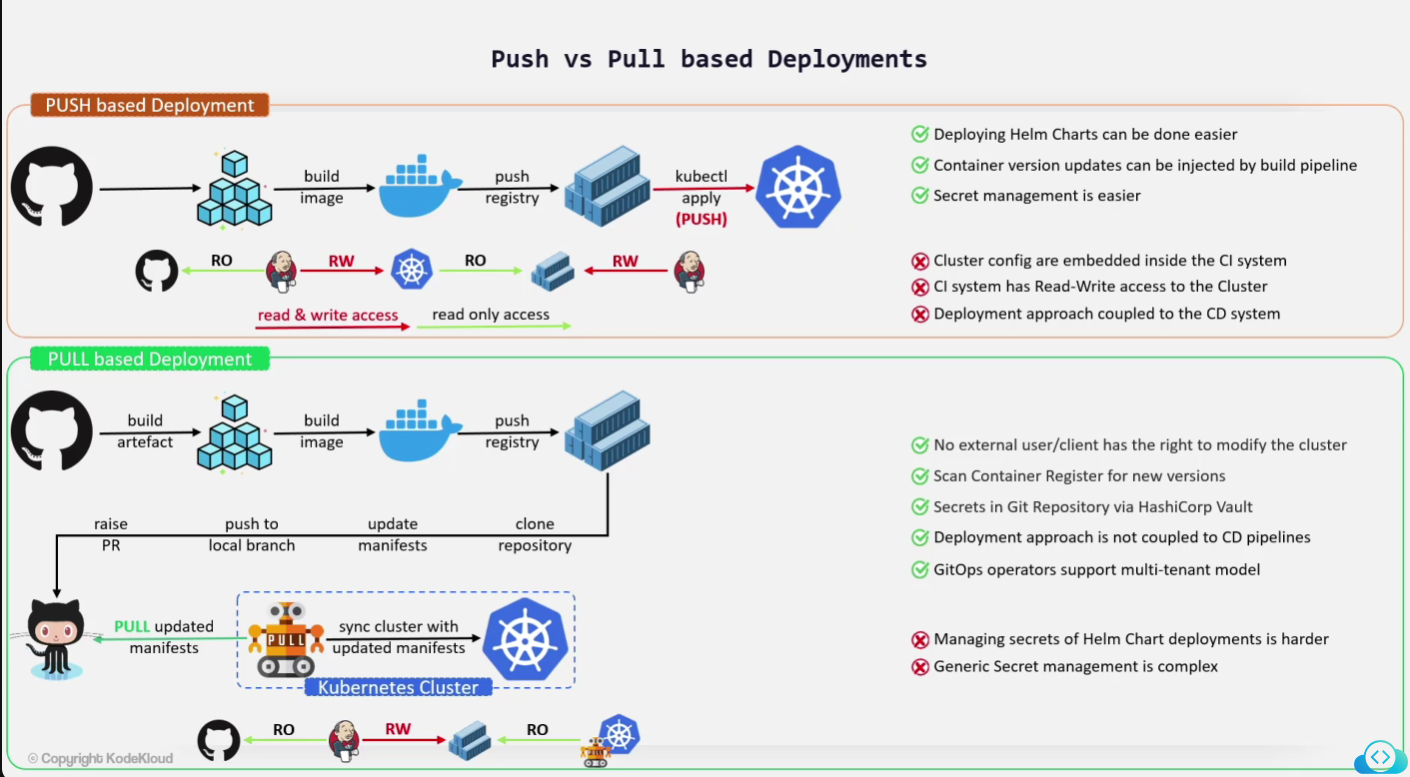 Push vs Pull based Deployments
PUSH based Deployment
build
image
push
registry
kubectl
apply
(PUSH)
RO
RW
RO
RW
read & write access
read only access
Deploying Helm Charts can be done easier
Container version updates can be injected by build pipeline
Secret management is easier
Cluster config are embedded inside the CI system
CI system has Read-Write access to the Cluster
Deployment approach coupled to the CD system
PULL based Deployment
build
artefact
build
image
push
registry
raise
PR
push to
local branch
update
manifests
clone
repository
PULL updated
manifests
PULL
sync cluster with
updated manifests
Kubernetes Cluster
RO
RW
RO
No external user/client has the right to modify the cluster
Scan Container Register for new versions
Secrets in Git Repository via HashiCorp Vault
Deployment approach is not coupled to CD pipelines
GitOps operators support multi-tenant model
Managing secrets of Helm Chart deployments is harder
Generic Secret management is complex
© Copyright KodeKloud